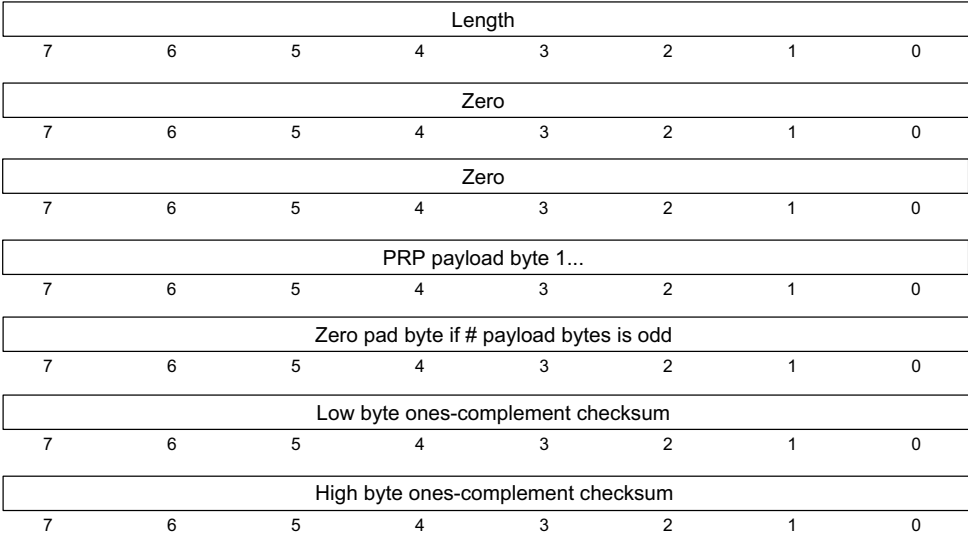 Length
7 6 5 4 3 2 1 0
Zero
7 6 5 4 3 2 1 0
Zero
7 6 5 4 3 2 1 0
PRP payload byte 1...
7 6 5 4 3 2 1 0
Zero pad byte if # payload bytes is odd
7 6 5 4 3 2 1 0
Low byte ones-complement checksum
7 6 5 4 3 2 1 0
High byte ones-complement checksum
7 6 5 4 3 2 1 0